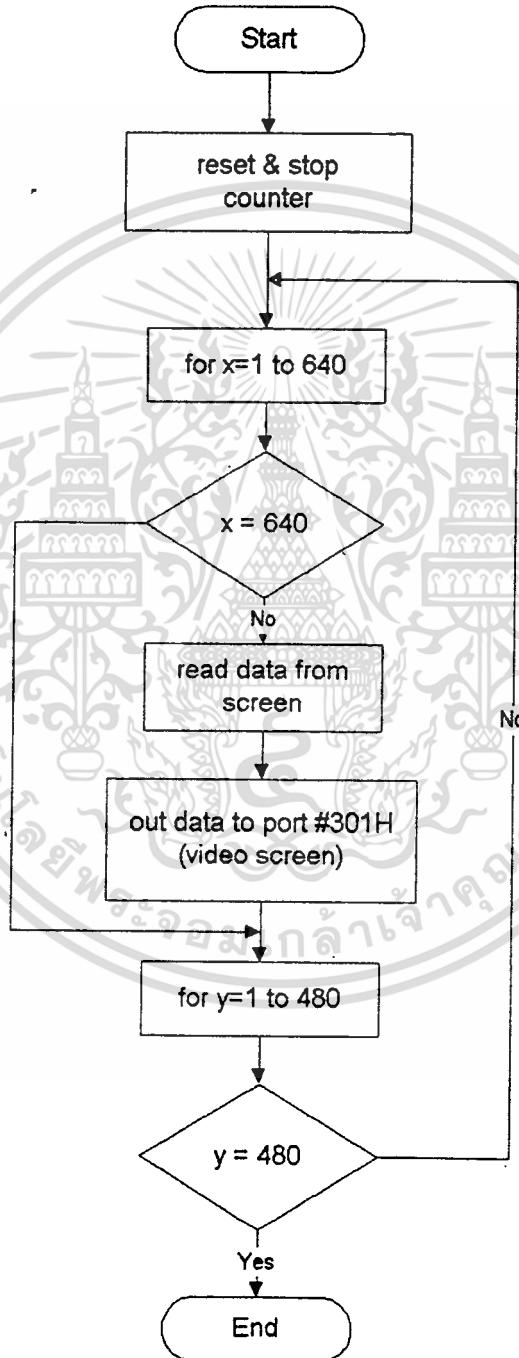 Start
reset & stop
counter
for x=1 to 640
x = 640
No
read data from
screen
No
out data to port #301H
(video screen)
for y=1 to 480
y = 480
Yes
End